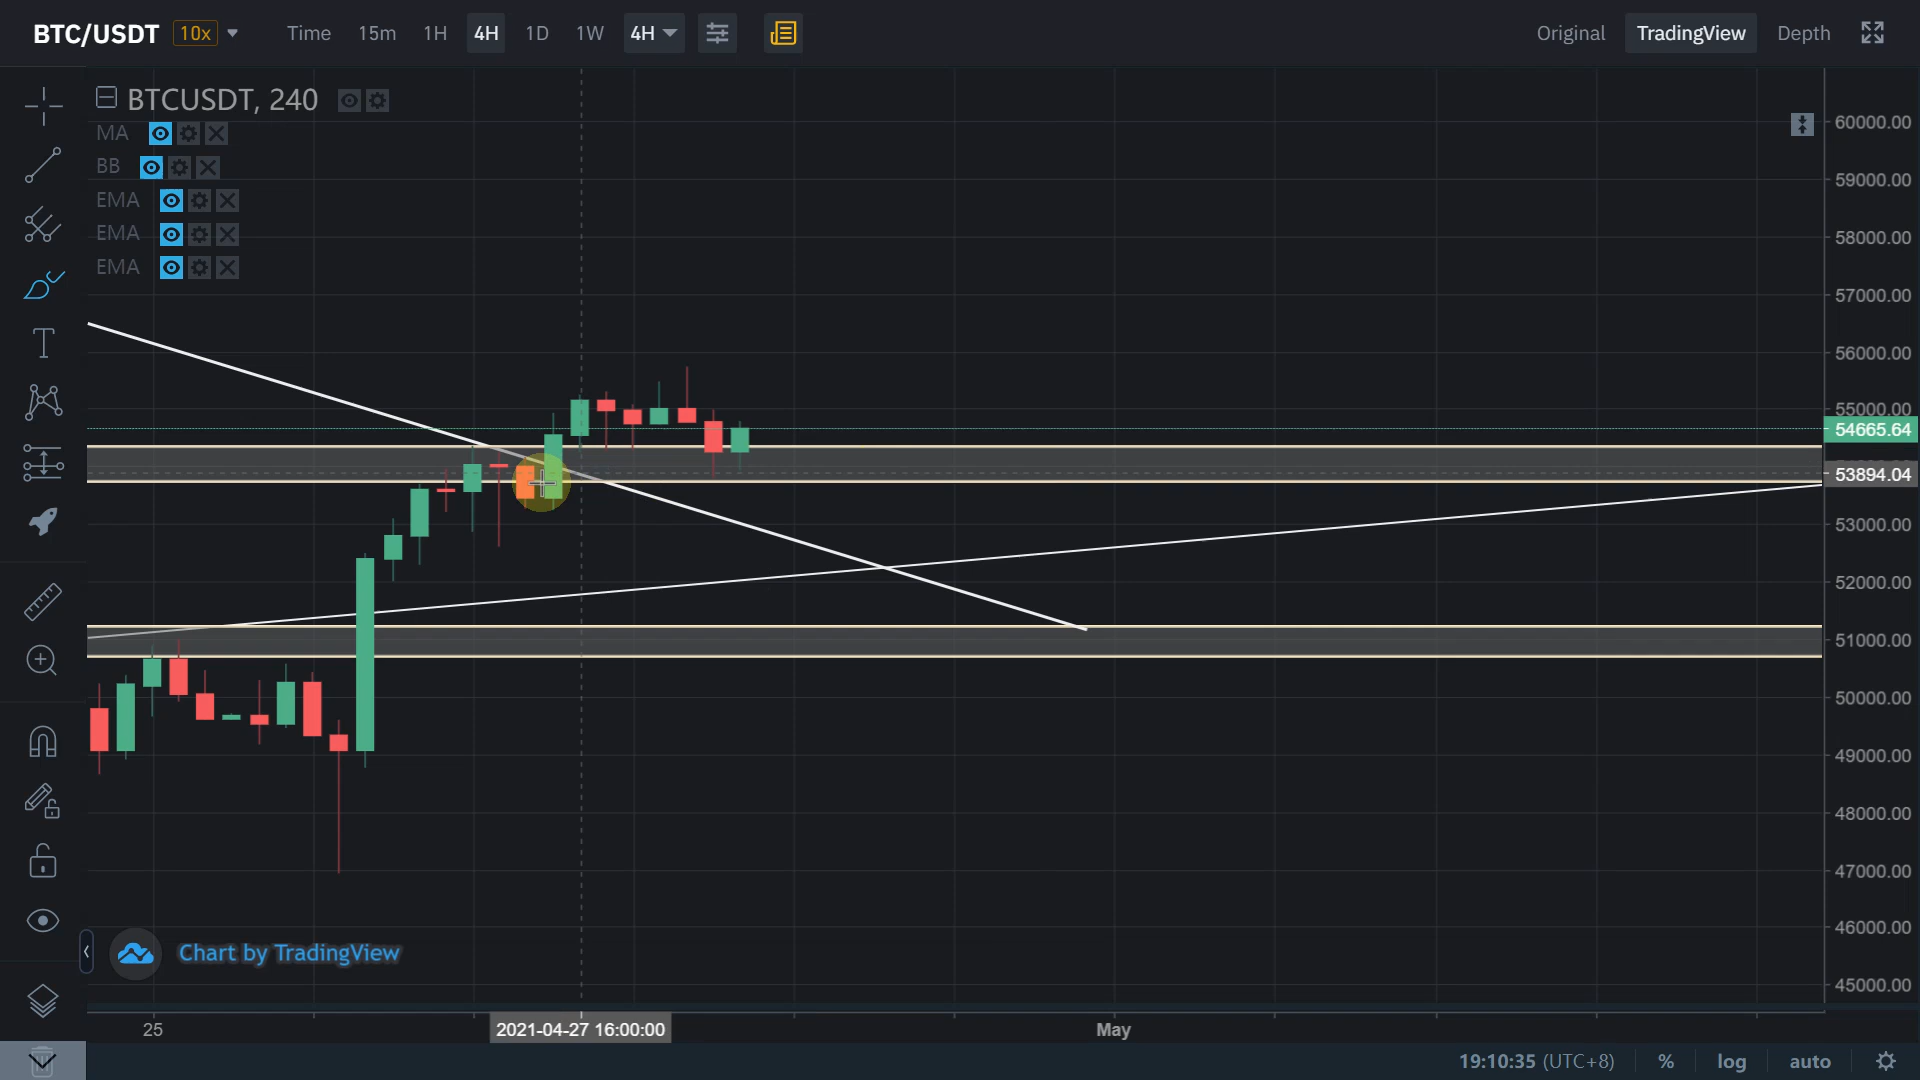 BTC/USDT 10x Time 15m 1H 4H 1D 1W 4H Original TradingView Depth
BTCUSDT, 240
MA
BB
EMA
EMA
EMA
60000.00
59000.00
58000.00
57000.00
56000.00
55000.00
54665.64
53894.04
53000.00
52000.00
51000.00
50000.00
49000.00
48000.00
47000.00
46000.00
45000.00
Chart by TradingView
25 2021-04-27 16:00:00 May
19:10:35 (UTC+8) % log auto